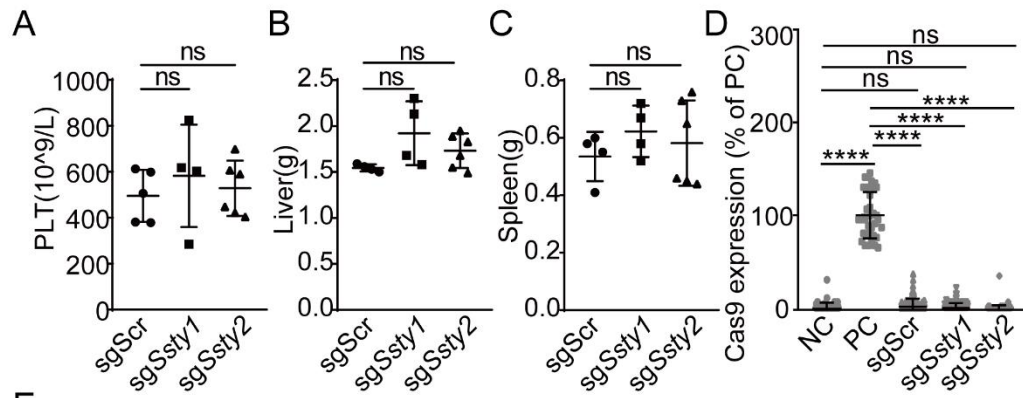 A
PLT(10^9/L)
1000
800
600
400
200
0
ns
ns
sgScr
sgSsty1
sgSsty2
B
Liver(g)
2.5
2.0
1.5
1.0
0.5
0.0
ns
ns
sgScr
sgSsty1
sgSsty2
C
Spleen(g)
0.8
0.6
0.4
0.2
0.0
ns
ns
sgScr
sgSsty1
sgSsty2
D
Cas9 expression (% of PC)
300
200
100
0
ns
ns
ns
****
****
****
****
NC
PC
sgScr
sgSsty1
sgSsty2